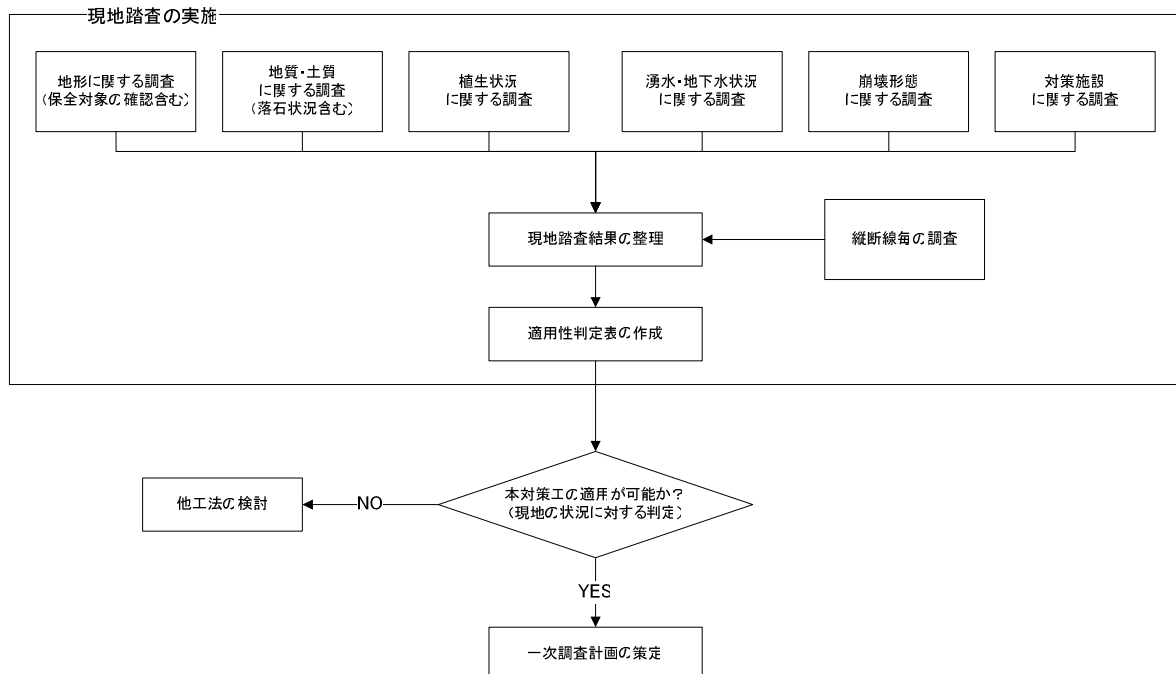 現地踏査の実施
地形に関する調査
(保全対象の確認含む)
地質・土質
に関する調査
(落石状況含む)
植生状況
に関する調査
湧水・地下水状況
に関する調査
崩壊形態
に関する調査
対策施設
に関する調査
現地踏査結果の整理
縦断線毎の調査
適用性判定表の作成
本対策工の適用が可能か?
(現地の状況に対する判定)
他工法の検討
NO
YES
一次調査計画の策定